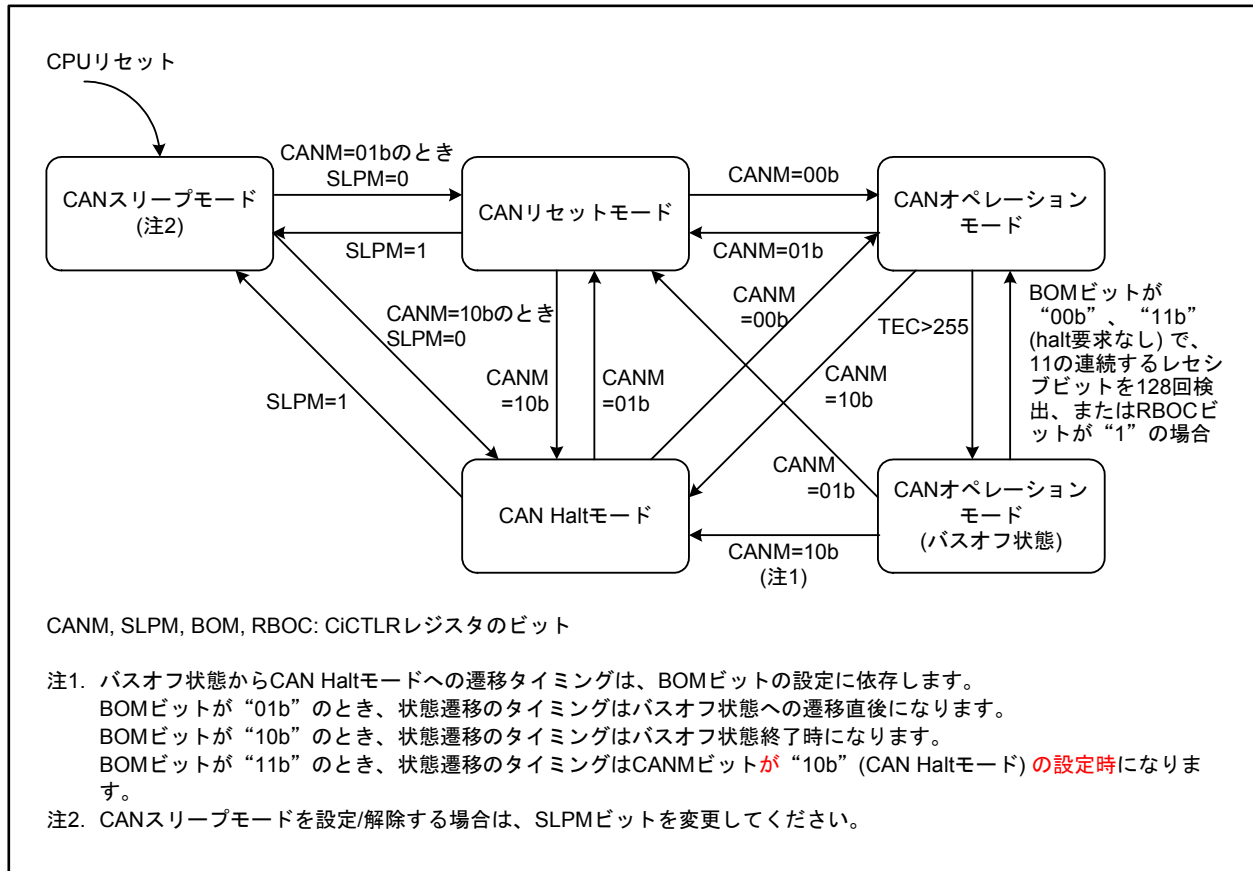 CPUリセット
CANスリープモード
(注2)
CANM=01bのとき
SLPM=0
SLPM=1
CANリセットモード
CANM=00b
CANM=01b
CANオペレーション
モード
CANM=10bのとき
SLPM=0
SLPM=1
CANM
=10b
CANM
=01b
CANM
=00b
CANM
=10b
TEC>255
BOMビットが
“00b”、“11b”
(halt要求なし) で、
11の連続するレセシ
ブビットを128回検
出、またはRBOCビ
ットが“1”の場合
CANM
=01b
CAN Haltモード
CANM=10b
(注1)
CANオペレーション
モード
(バスオフ状態)
CANM, SLPM, BOM, RBOC: CiCTLRレジスタのビット
注1. バスオフ状態からCAN Haltモードへの遷移タイミングは、BOMビットの設定に依存します。
BOMビットが“01b”のとき、状態遷移のタイミングはバスオフ状態への遷移直後になります。
BOMビットが“10b”のとき、状態遷移のタイミングはバスオフ状態終了時になります。
BOMビットが“11b”のとき、状態遷移のタイミングはCANMビットが“10b”(CAN Haltモード) の設定時になりま
す。
注2. CANスリープモードを設定/解除する場合は、SLPMビットを変更してください。